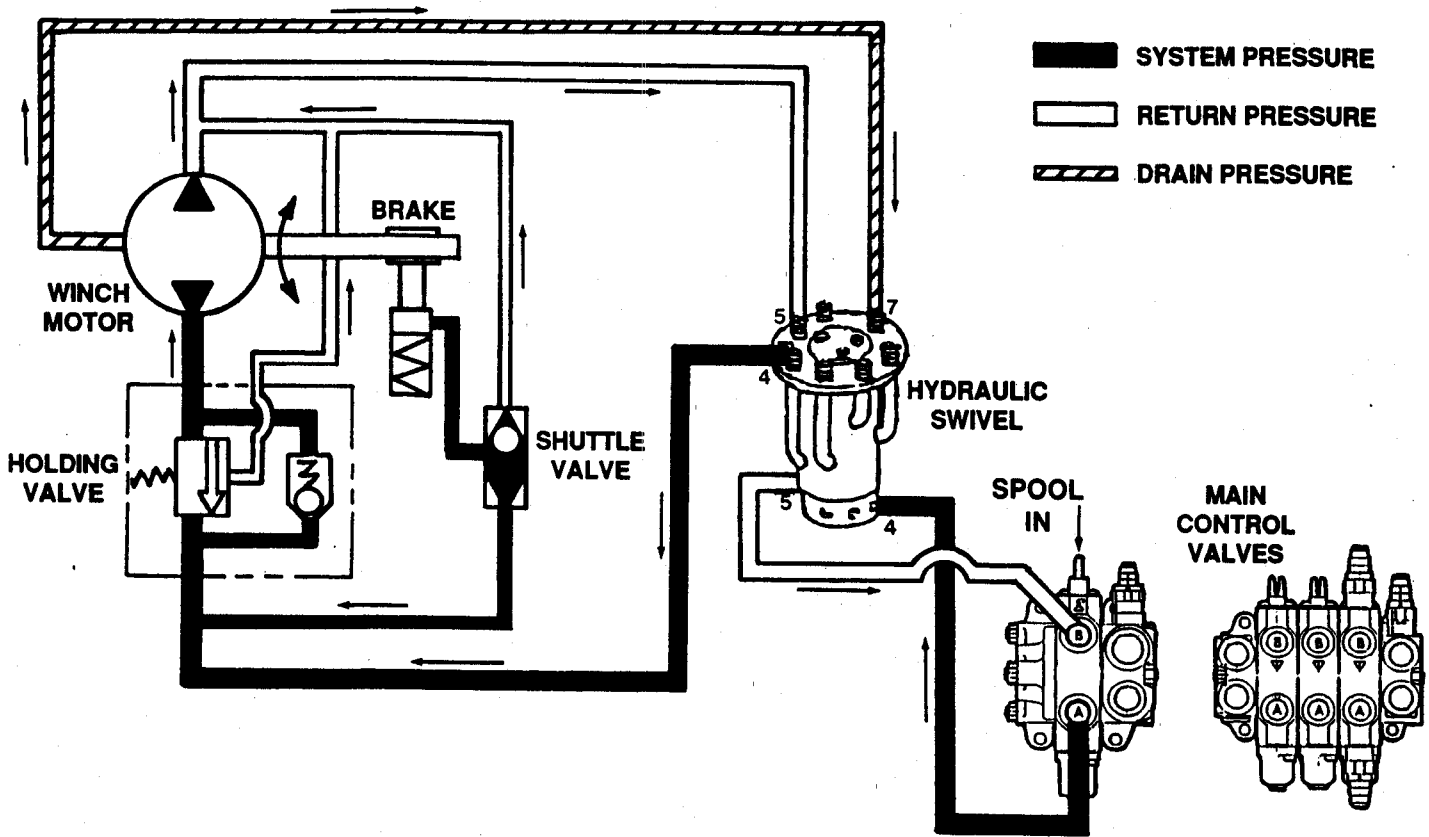 SYSTEM PRESSURE
RETURN PRESSURE
DRAIN PRESSURE
BRAKE
WINCH
MOTOR
5
7
4
HYDRAULIC
SWIVEL
HOLDING
VALVE
SHUTTLE
VALVE
5
4
SPOOL
IN
MAIN
CONTROL
VALVES
B
A
B
B
B
A
A
A